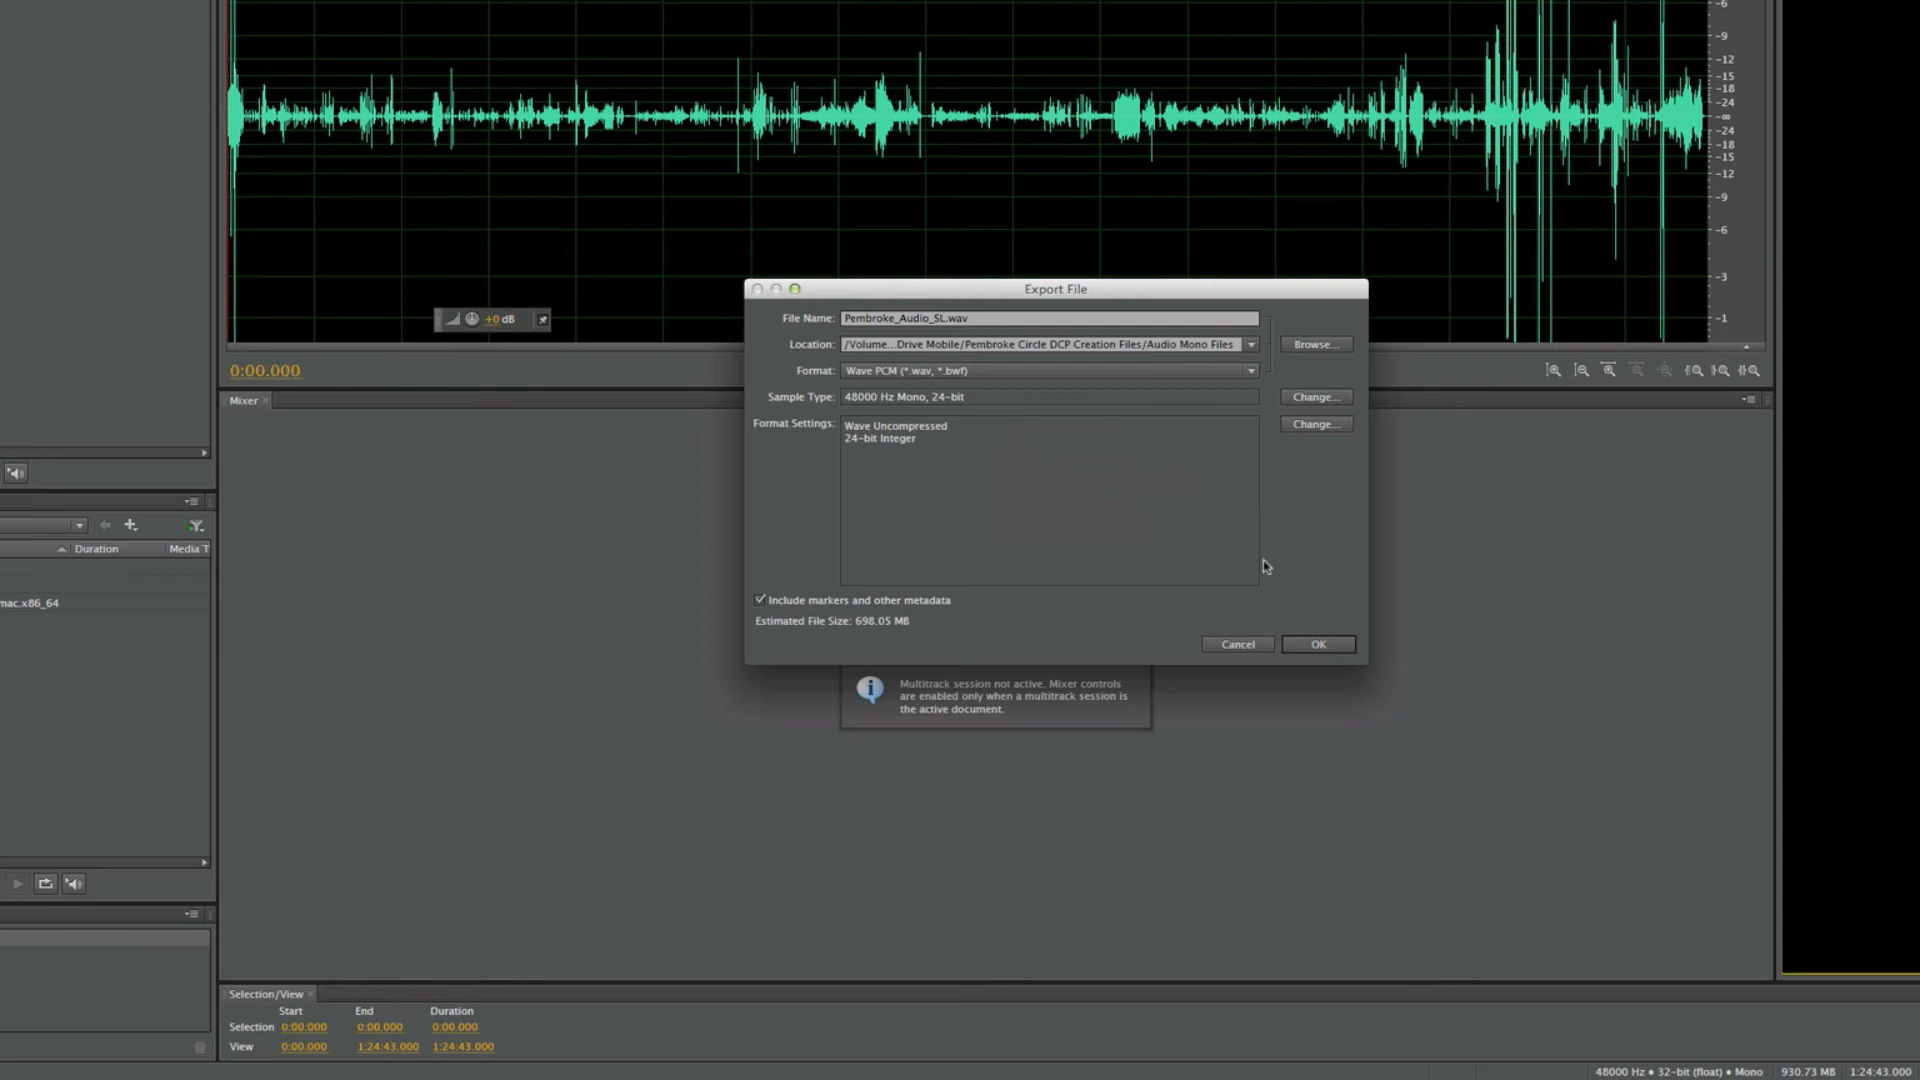 -6
-9
-12
-15
-18
-24
-∞
-24
-18
-15
-12
-9
-6
-3
-1
+0 dB
0:00.000
Mixer
Export File
File Name: Pembroke_Audio_SL.wav
Location: /Volume...Drive Mobile/Pembroke Circle DCP Creation Files/Audio Mono Files Browse...
Format: Wave PCM (*.wav, *.bwf)
Sample Type: 48000 Hz Mono, 24-bit Change...
Format Settings: Wave Uncompressed Change...
24-bit Integer
Include markers and other metadata
Estimated File Size: 698.05 MB
Cancel OK
Multitrack session not active. Mixer controls
are enabled only when a multitrack session is
the active document.
Duration Media T
mac.x86_64
Selection/View
Start End Duration
Selection 0:00.000 0:00.000 0:00.000
View 0:00.000 1:24:43.000 1:24:43.000
48000 Hz • 32-bit (float) • Mono 930.73 MB 1:24:43.000